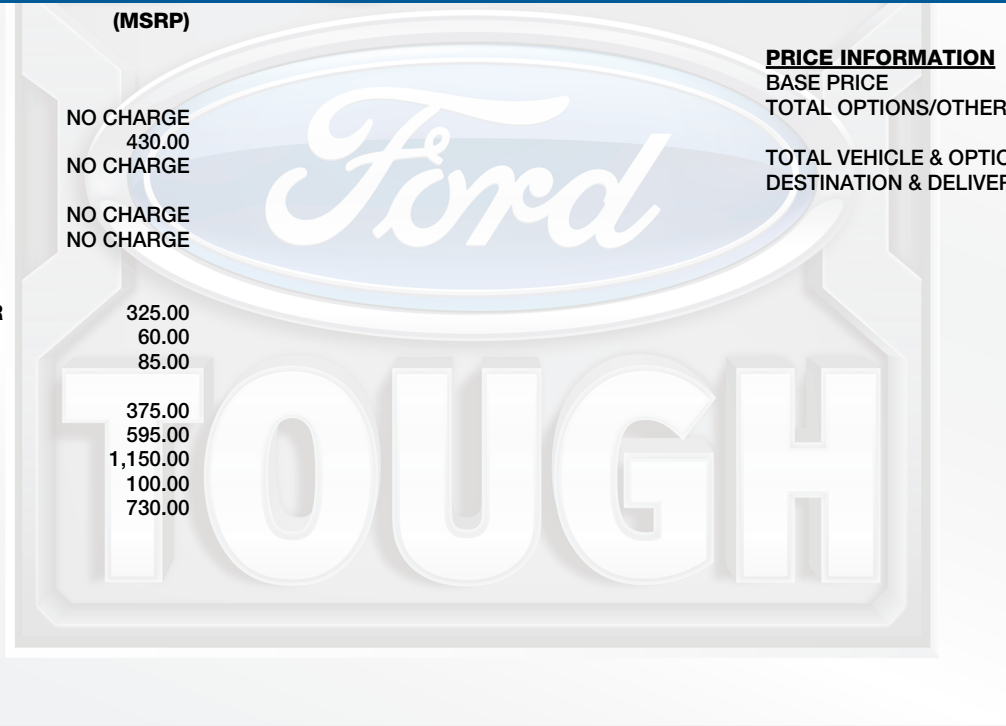 (MSRP)
NO CHARGE
430.00
NO CHARGE
NO CHARGE
NO CHARGE
R 325.00
60.00
85.00
375.00
595.00
1,150.00
100.00
730.00
PRICE INFORMATION
BASE PRICE
TOTAL OPTIONS/OTHER
TOTAL VEHICLE & OPTIO
DESTINATION & DELIVER
Ford
TOUGH